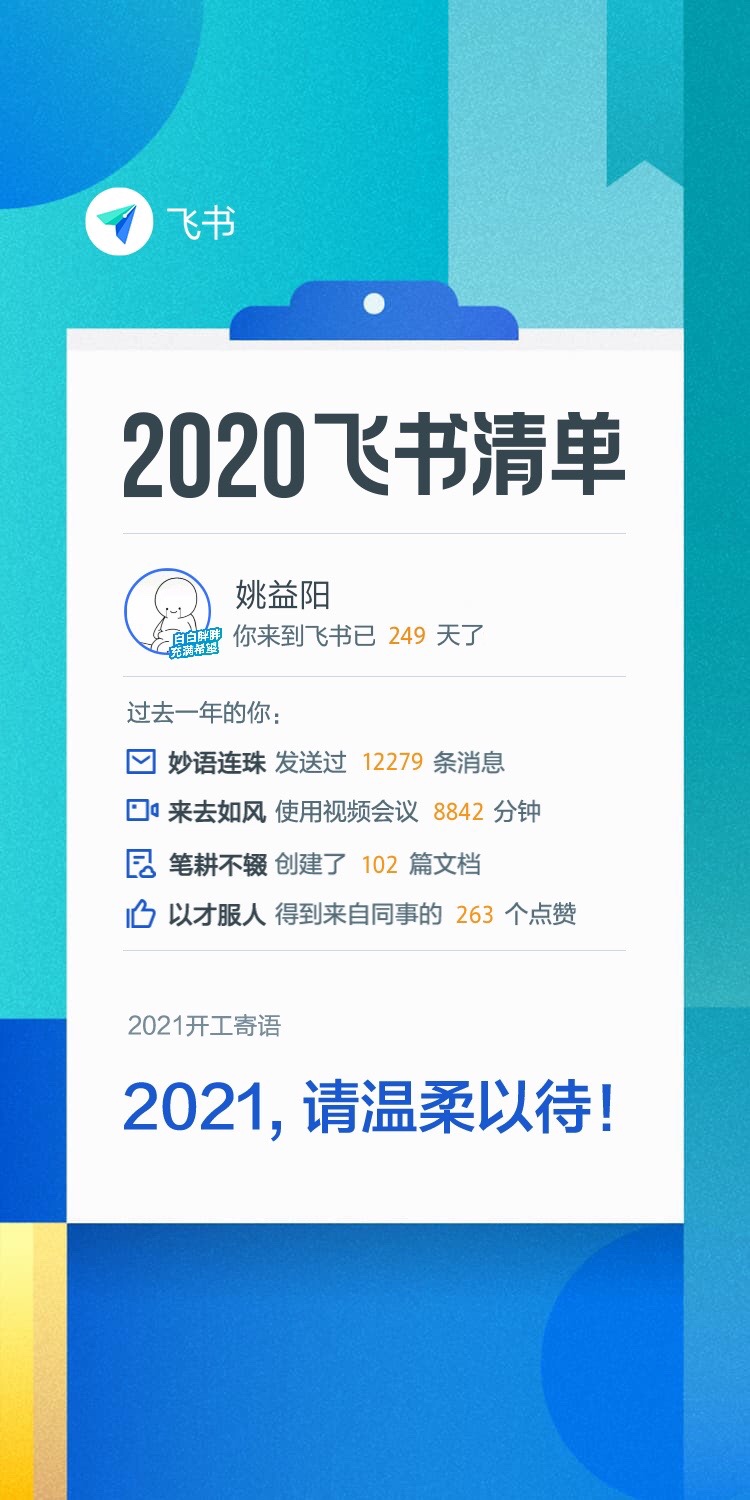 飞书
2020飞书清单
姚益阳
白白胖胖
充满希望
你来到飞书已 249 天了
过去一年的你：
妙语连珠 发送过 12279 条消息
来去如风 使用视频会议 8842 分钟
笔耕不辍 创建了 102 篇文档
以才服人 得到来自同事的 263 个点赞
2021开工寄语
2021, 请温柔以待！